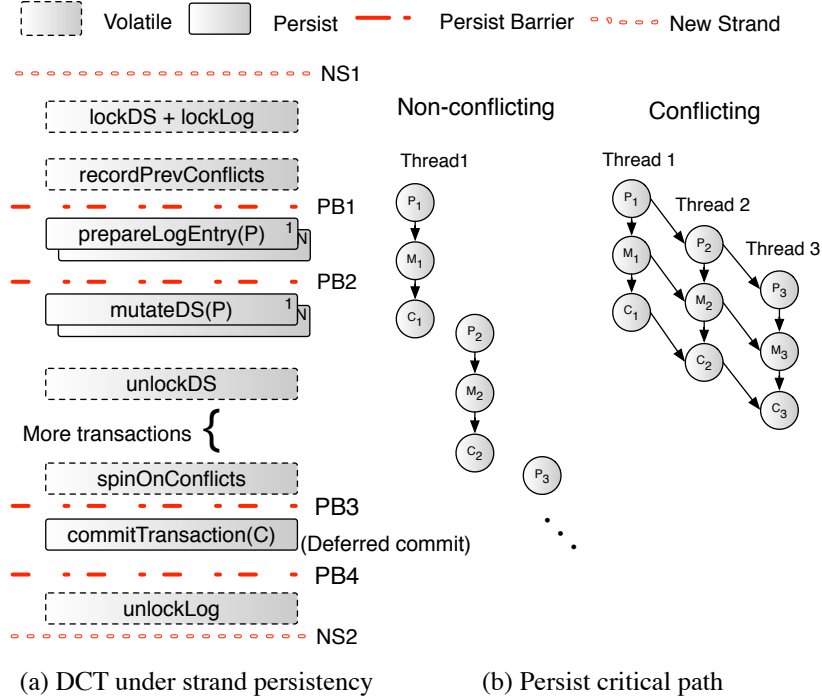 Volatile Persist Persist Barrier New Strand
NS1
lockDS + lockLog
recordPrevConflicts
PB1
prepareLogEntry(P) 1
N
PB2
mutateDS(P) 1
N
unlockDS
More transactions {
spinOnConflicts
PB3
commitTransaction(C) (Deferred commit)
PB4
unlockLog
NS2
(a) DCT under strand persistency
Non-conflicting
Thread1
P1
M1
C1
P2
M2
C2
P3
Conflicting
Thread 1
Thread 2
Thread 3
P1
M1
C1
P2
M2
C2
P3
M3
C3
(b) Persist critical path